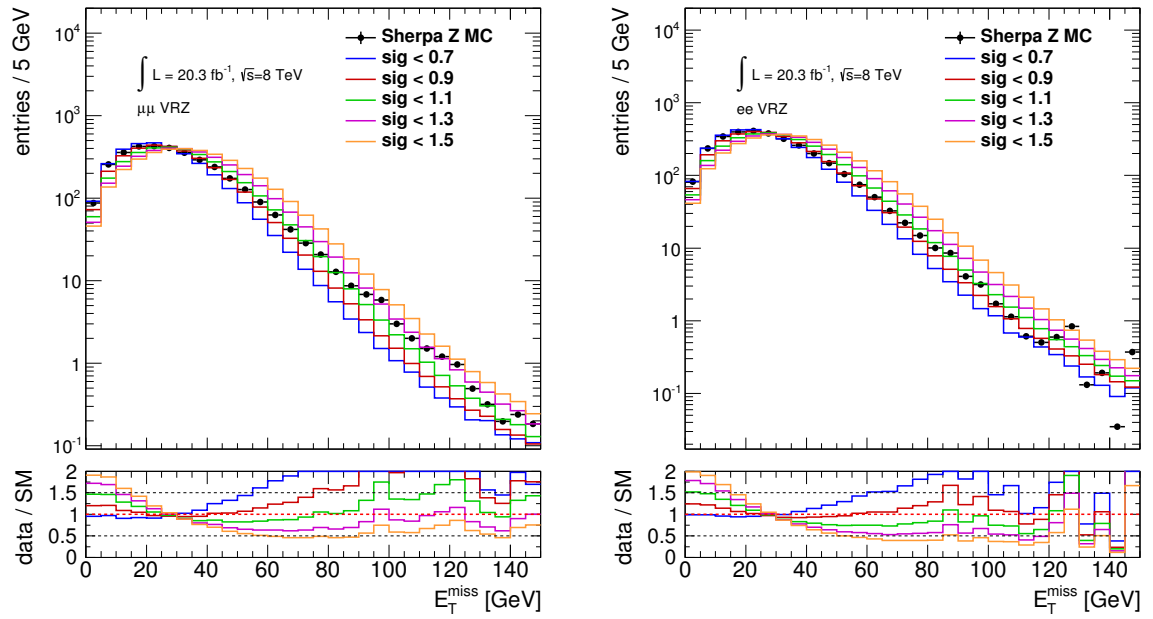 entries / 5 GeV
10⁴
10³
10²
10
1
10⁻¹
∫ L = 20.3 fb⁻¹, √s=8 TeV
μμ VRZ
Sherpa Z MC
sig < 0.7
sig < 0.9
sig < 1.1
sig < 1.3
sig < 1.5
data / SM
2
1.5
1
0.5
0
0 20 40 60 80 100 120 140
E_T^miss [GeV]
entries / 5 GeV
10⁴
10³
10²
10
1
10⁻¹
∫ L = 20.3 fb⁻¹, √s=8 TeV
ee VRZ
Sherpa Z MC
sig < 0.7
sig < 0.9
sig < 1.1
sig < 1.3
sig < 1.5
data / SM
2
1.5
1
0.5
0
0 20 40 60 80 100 120 140
E_T^miss [GeV]